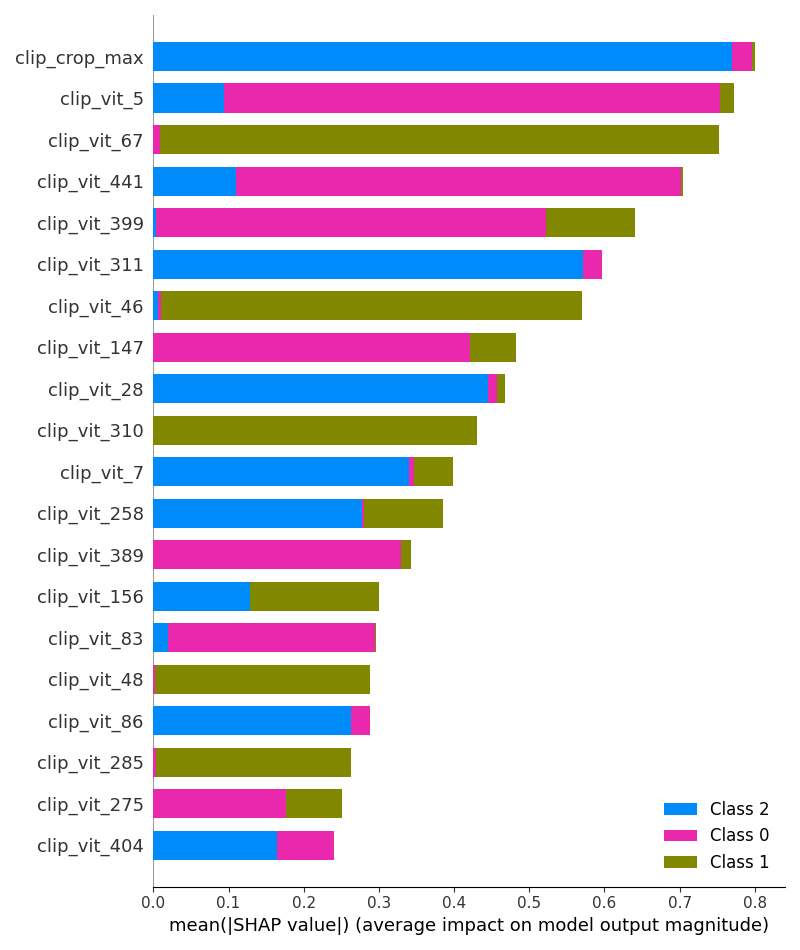 clip_crop_max
clip_vit_5
clip_vit_67
clip_vit_441
clip_vit_399
clip_vit_311
clip_vit_46
clip_vit_147
clip_vit_28
clip_vit_310
clip_vit_7
clip_vit_258
clip_vit_389
clip_vit_156
clip_vit_83
clip_vit_48
clip_vit_86
clip_vit_285
clip_vit_275
clip_vit_404
Class 2
Class 0
Class 1
0.0 0.1 0.2 0.3 0.4 0.5 0.6 0.7 0.8
mean(|SHAP value|) (average impact on model output magnitude)